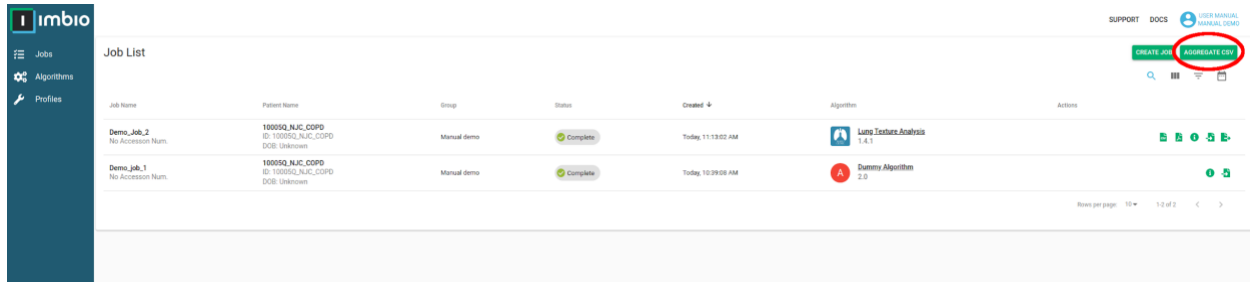 imbio
SUPPORT DOCS USER MANUAL
MANUAL DEMO
Jobs
Algorithms
Profiles
Job List
CREATE JOB AGGREGATE CSV
Job Name Patient Name Group Status Created Algorithm Actions
Demo_Job_2
No Accesson Num.
10005Q_NJC_COPD
ID: 10005Q_NJC_COPD
DOB: Unknown
Manual demo
Complete
Today, 11:13:02 AM
Lung Texture Analysis
1.4.1
Demo_job_1
No Accesson Num.
10005Q_NJC_COPD
ID: 10005Q_NJC_COPD
DOB: Unknown
Manual demo
Complete
Today, 10:39:08 AM
A
Dummy Algorithm
2.0
Rows per page: 10 1-2 of 2